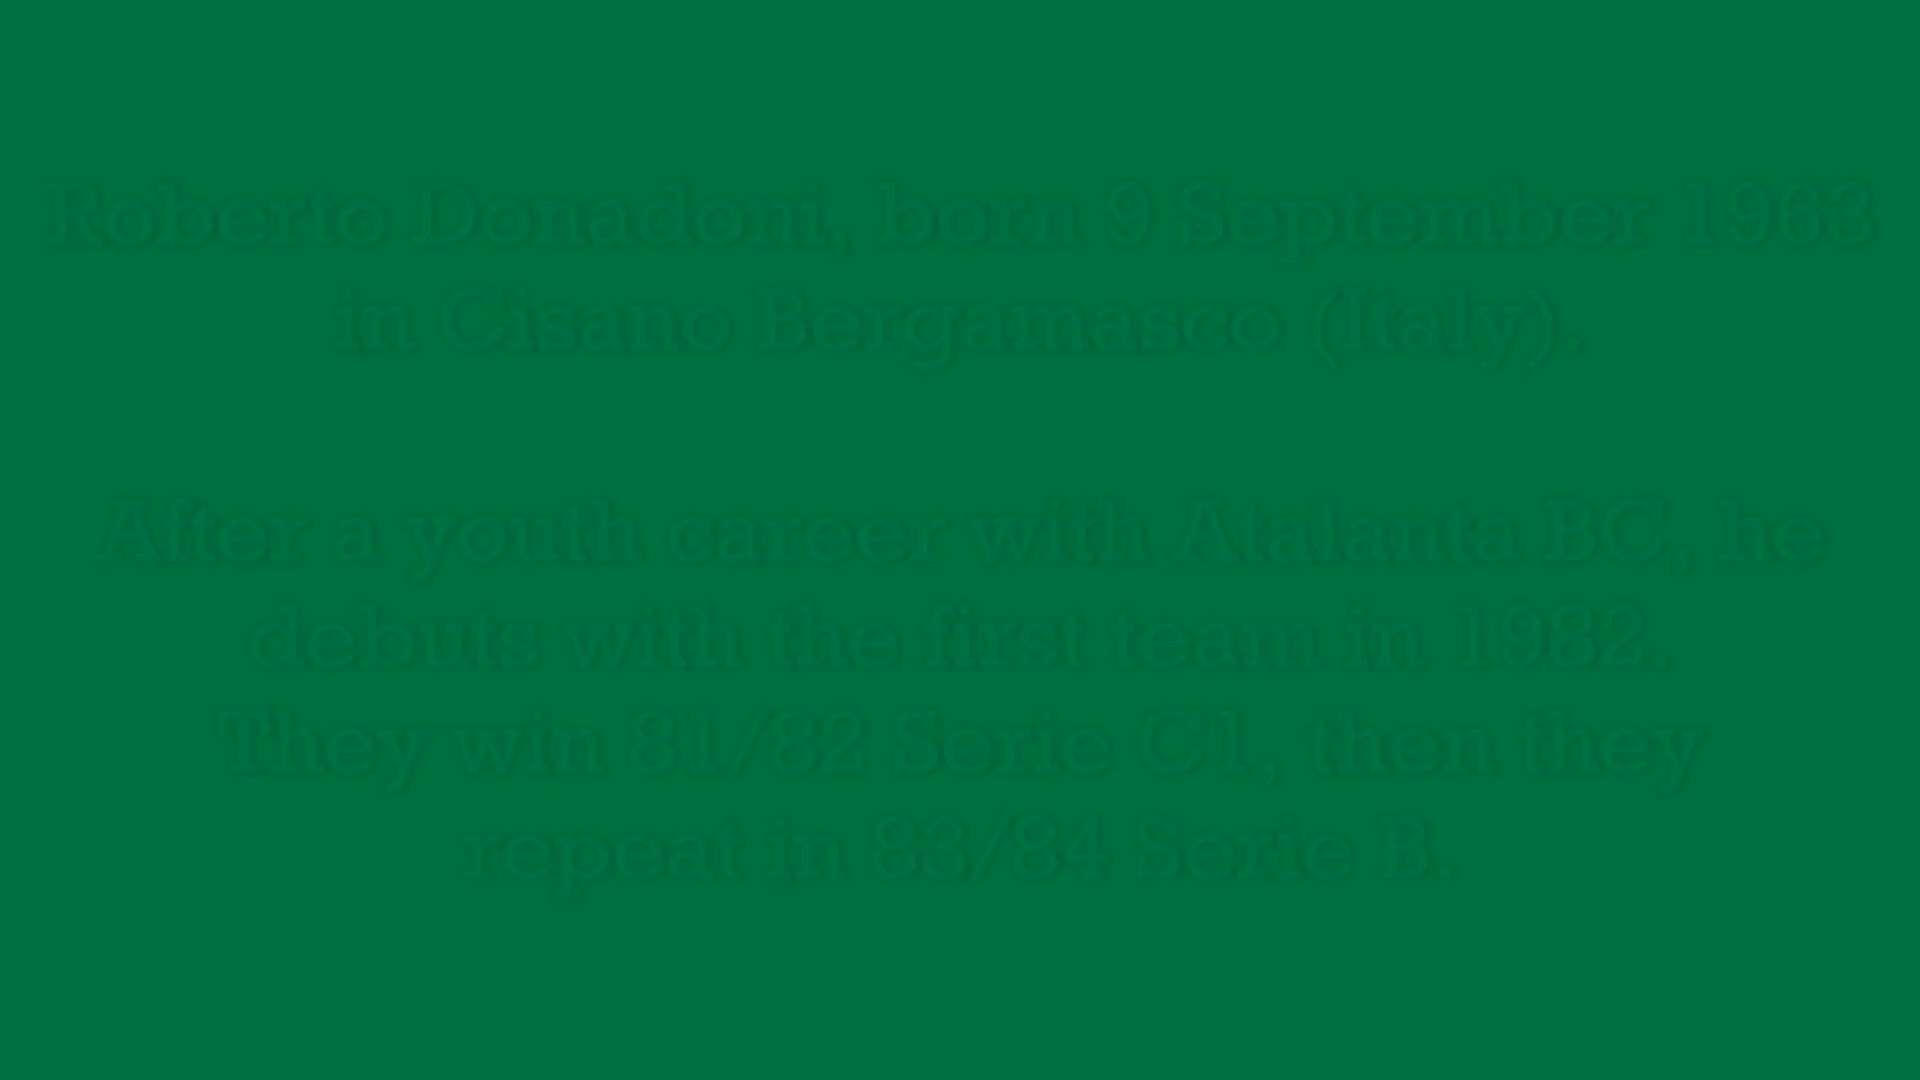 Roberto Donadoni, born 9 September 1963
in Cisano Bergamasco (Italy).
After a youth career with Atalanta BC, he
debuts with the first team in 1982.
They win 81/82 Serie C1, then they
repeat in 83/84 Serie B.